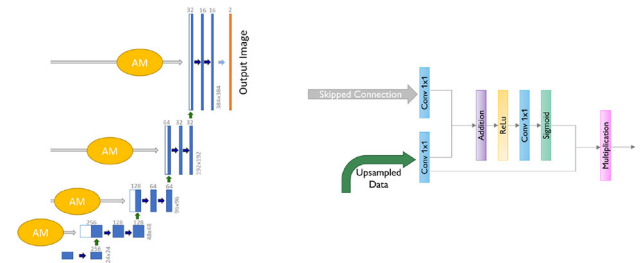 32 16 16 2
AM
384x384
Output Image
64 32 32
AM
192x192
128 64 64
AM
96x96
256 128 128
AM
48x48
256
24x24
Skipped Connection
Conv 1x1
Upsampled
Data
Conv 1x1
Addition
ReLu
Conv 1x1
Sigmoid
Multiplication